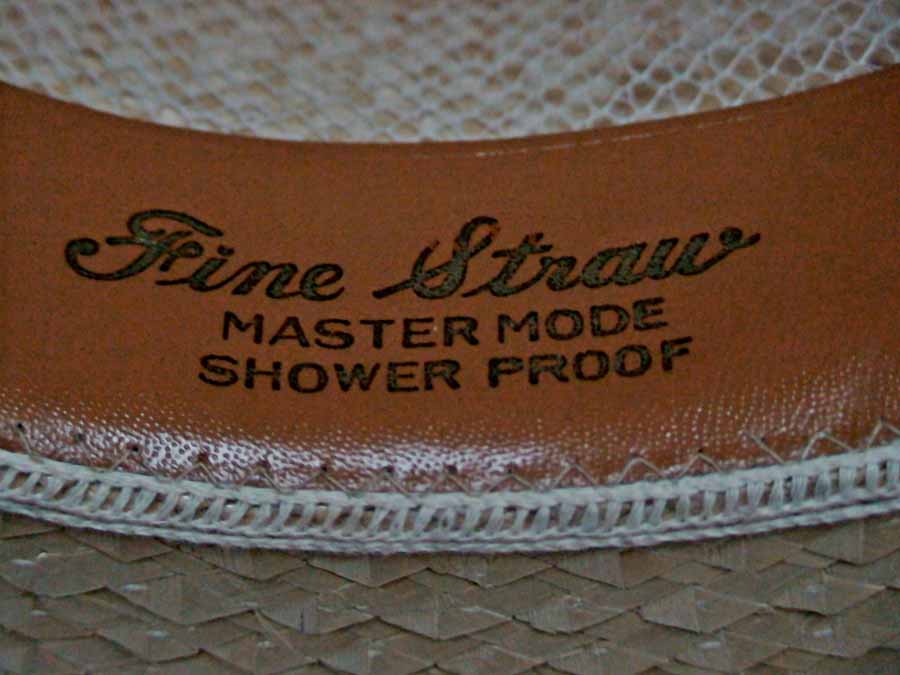 Fine Straw
MASTER MODE
SHOWER PROOF